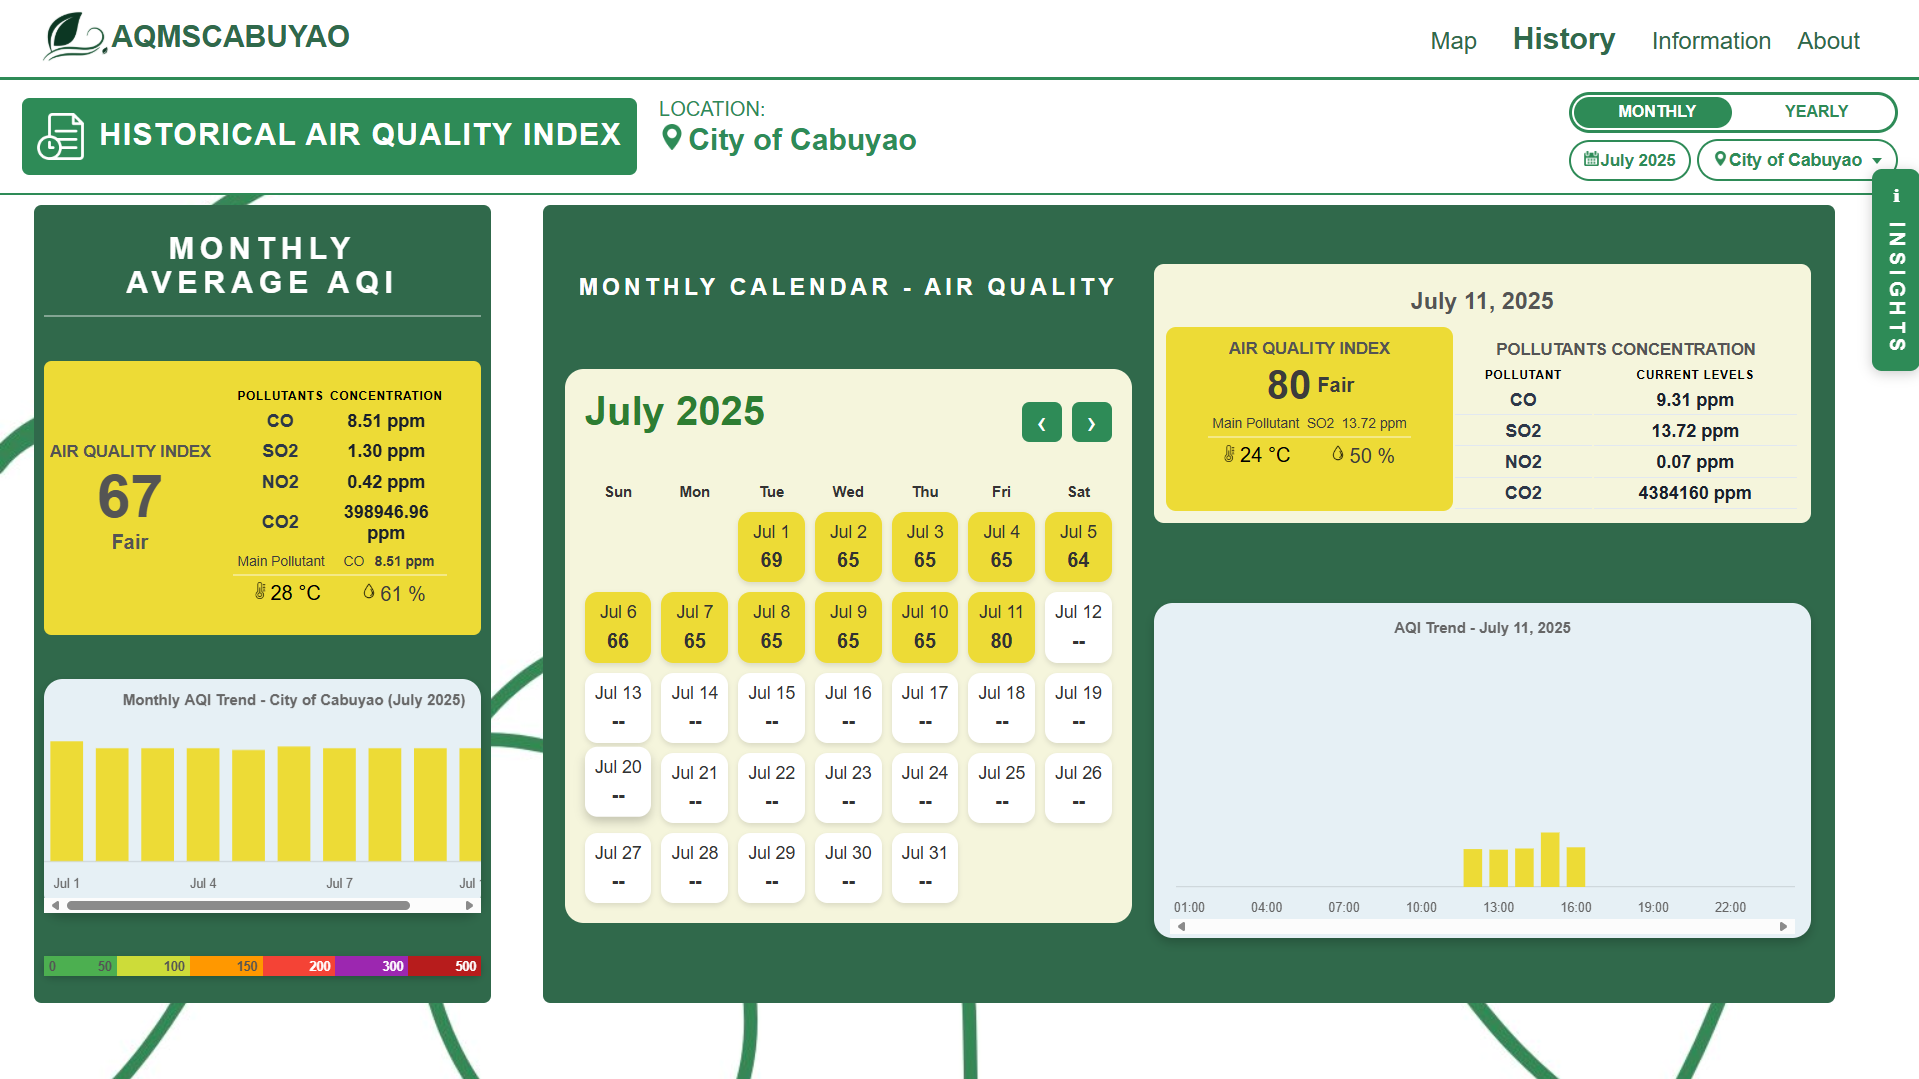 AQMSCABUYAO
Map History Information About
HISTORICAL AIR QUALITY INDEX
LOCATION:
City of Cabuyao
MONTHLY YEARLY
July 2025 City of Cabuyao
i INSIGHTS
MONTHLY
AVERAGE AQI
AIR QUALITY INDEX
67
Fair
POLLUTANTS CONCENTRATION
CO 8.51 ppm
SO2 1.30 ppm
NO2 0.42 ppm
CO2 398946.96
ppm
Main Pollutant CO 8.51 ppm
28 °C 61 %
Monthly AQI Trend - City of Cabuyao (July 2025)
Jul 1 Jul 4 Jul 7 Jul
0 50 100 150 200 300 500
MONTHLY CALENDAR - AIR QUALITY
July 2025
❮ ❯
Sun Mon Tue Wed Thu Fri Sat
Jul 1 Jul 2 Jul 3 Jul 4 Jul 5
69 65 65 65 64
Jul 6 Jul 7 Jul 8 Jul 9 Jul 10 Jul 11 Jul 12
66 65 65 65 65 80 --
Jul 13 Jul 14 Jul 15 Jul 16 Jul 17 Jul 18 Jul 19
-- -- -- -- -- -- --
Jul 20 Jul 21 Jul 22 Jul 23 Jul 24 Jul 25 Jul 26
-- -- -- -- -- -- --
Jul 27 Jul 28 Jul 29 Jul 30 Jul 31
-- -- -- -- --
July 11, 2025
AIR QUALITY INDEX
80 Fair
Main Pollutant SO2 13.72 ppm
24 °C 50 %
POLLUTANTS CONCENTRATION
POLLUTANT CURRENT LEVELS
CO 9.31 ppm
SO2 13.72 ppm
NO2 0.07 ppm
CO2 4384160 ppm
AQI Trend - July 11, 2025
01:00 04:00 07:00 10:00 13:00 16:00 19:00 22:00